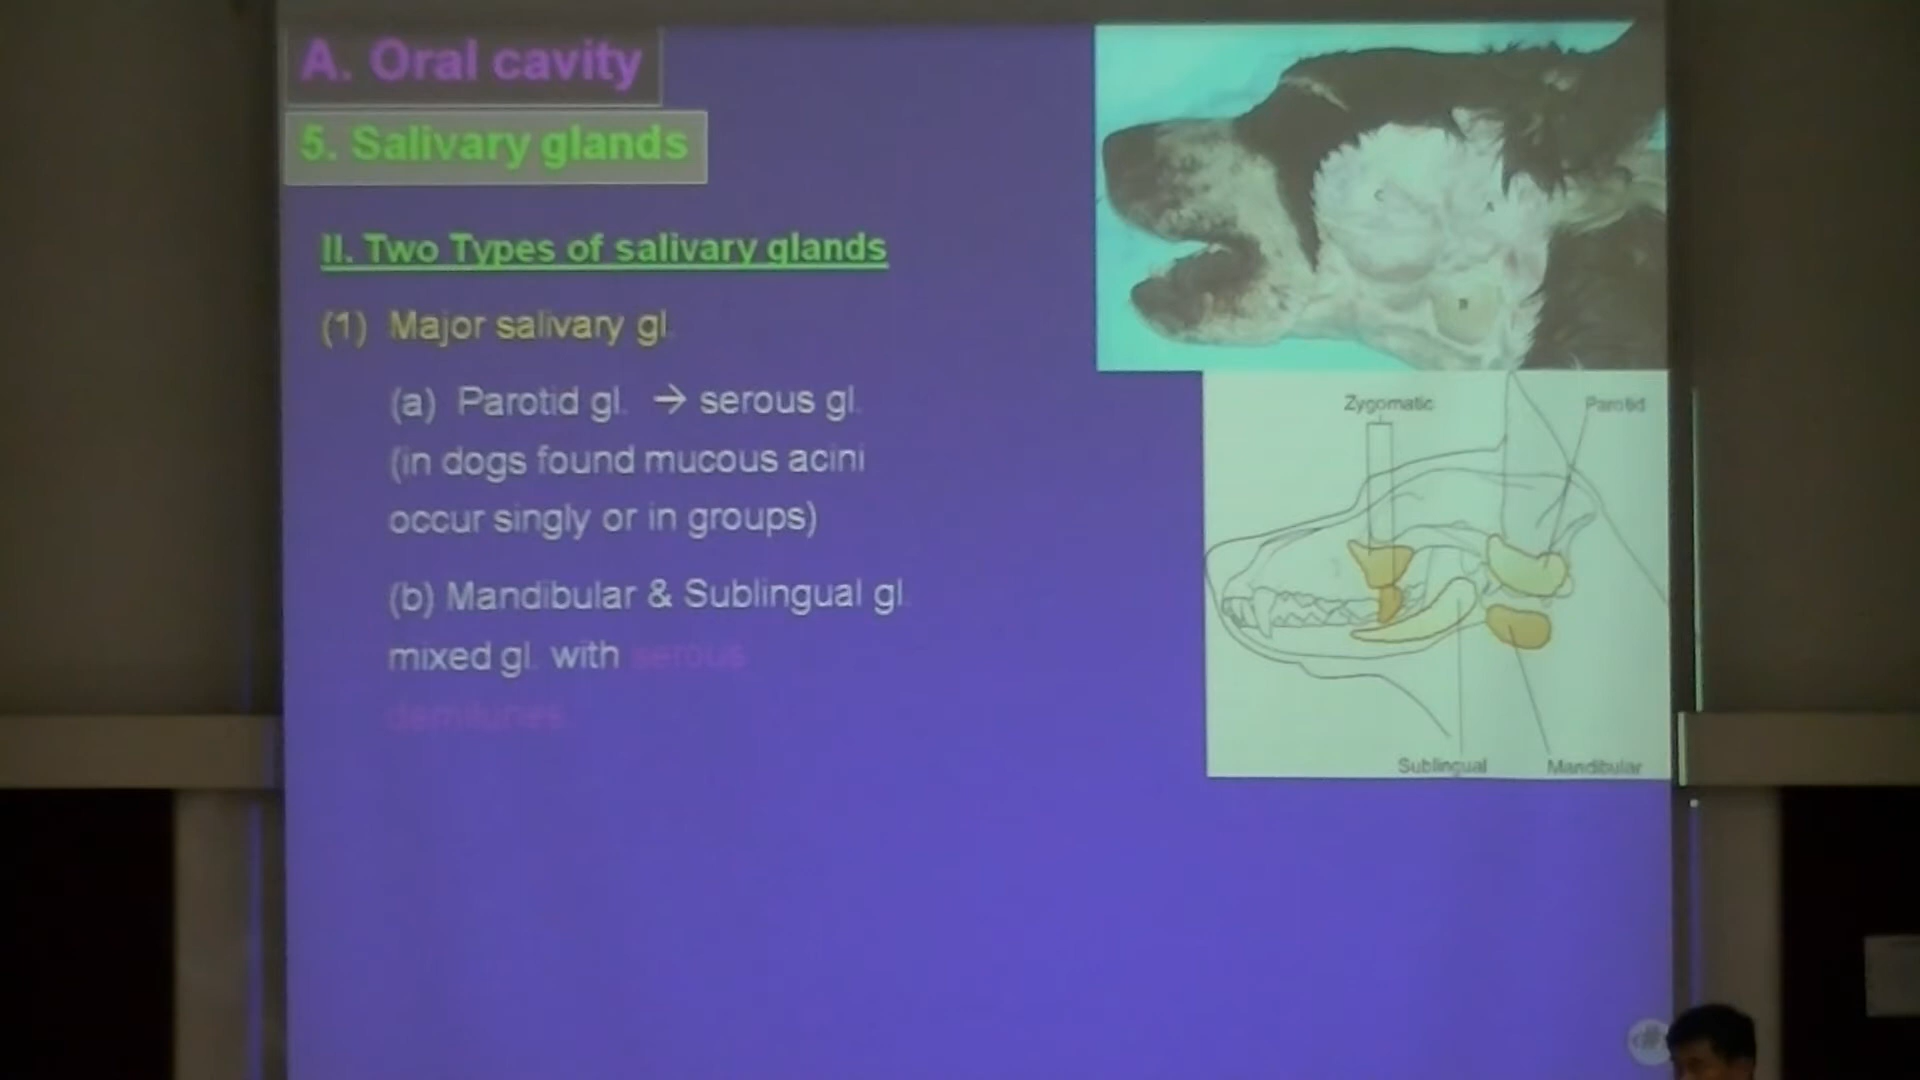 A. Oral cavity
5. Salivary glands
II. Two Types of salivary glands
(1) Major salivary gl.
(a) Parotid gl. → serous gl.
(in dogs found mucous acini
occur singly or in groups)
(b) Mandibular & Sublingual gl.
mixed gl. with serous
demilunes
C
A
B
Zygomatic
Parotid
Sublingual
Mandibular